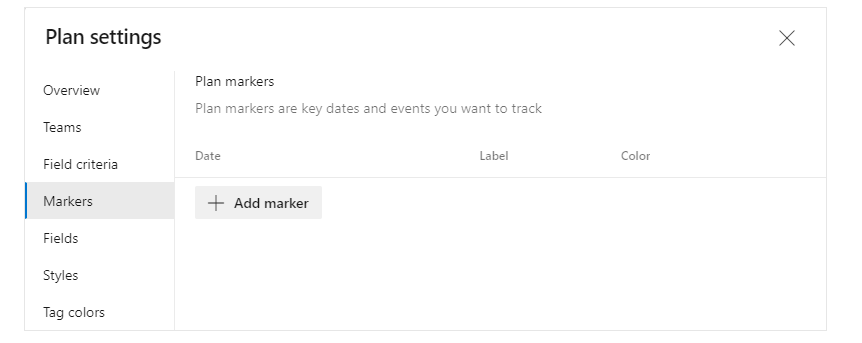 Plan settings
Overview
Teams
Field criteria
Markers
Fields
Styles
Tag colors
Plan markers
Plan markers are key dates and events you want to track
Date Label Color
Add marker